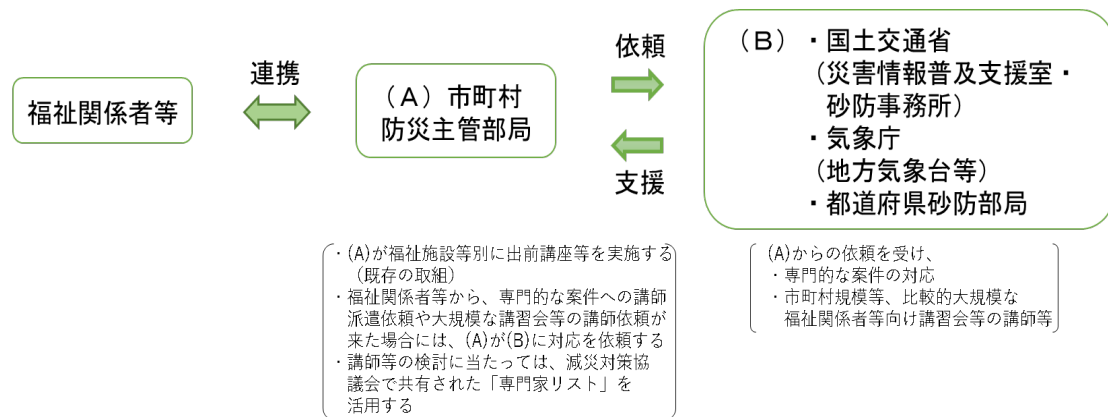 福祉関係者等
連携
（A）市町村
防災主管部局
依頼
支援
（B）・国土交通省
（災害情報普及支援室・
砂防事務所）
・気象庁
（地方気象台等）
・都道府県砂防部局
・(A)が福祉施設等別に出前講座等を実施する
（既存の取組）
・福祉関係者等から、専門的な案件への講師
派遣依頼や大規模な講習会等の講師依頼が
来た場合には、(A)が(B)に対応を依頼する
・講師等の検討に当たっては、減災対策協
議会で共有された「専門家リスト」を
活用する
(A)からの依頼を受け、
・専門的な案件の対応
・市町村規模等、比較的大規模な
福祉関係者等向け講習会等の講師等